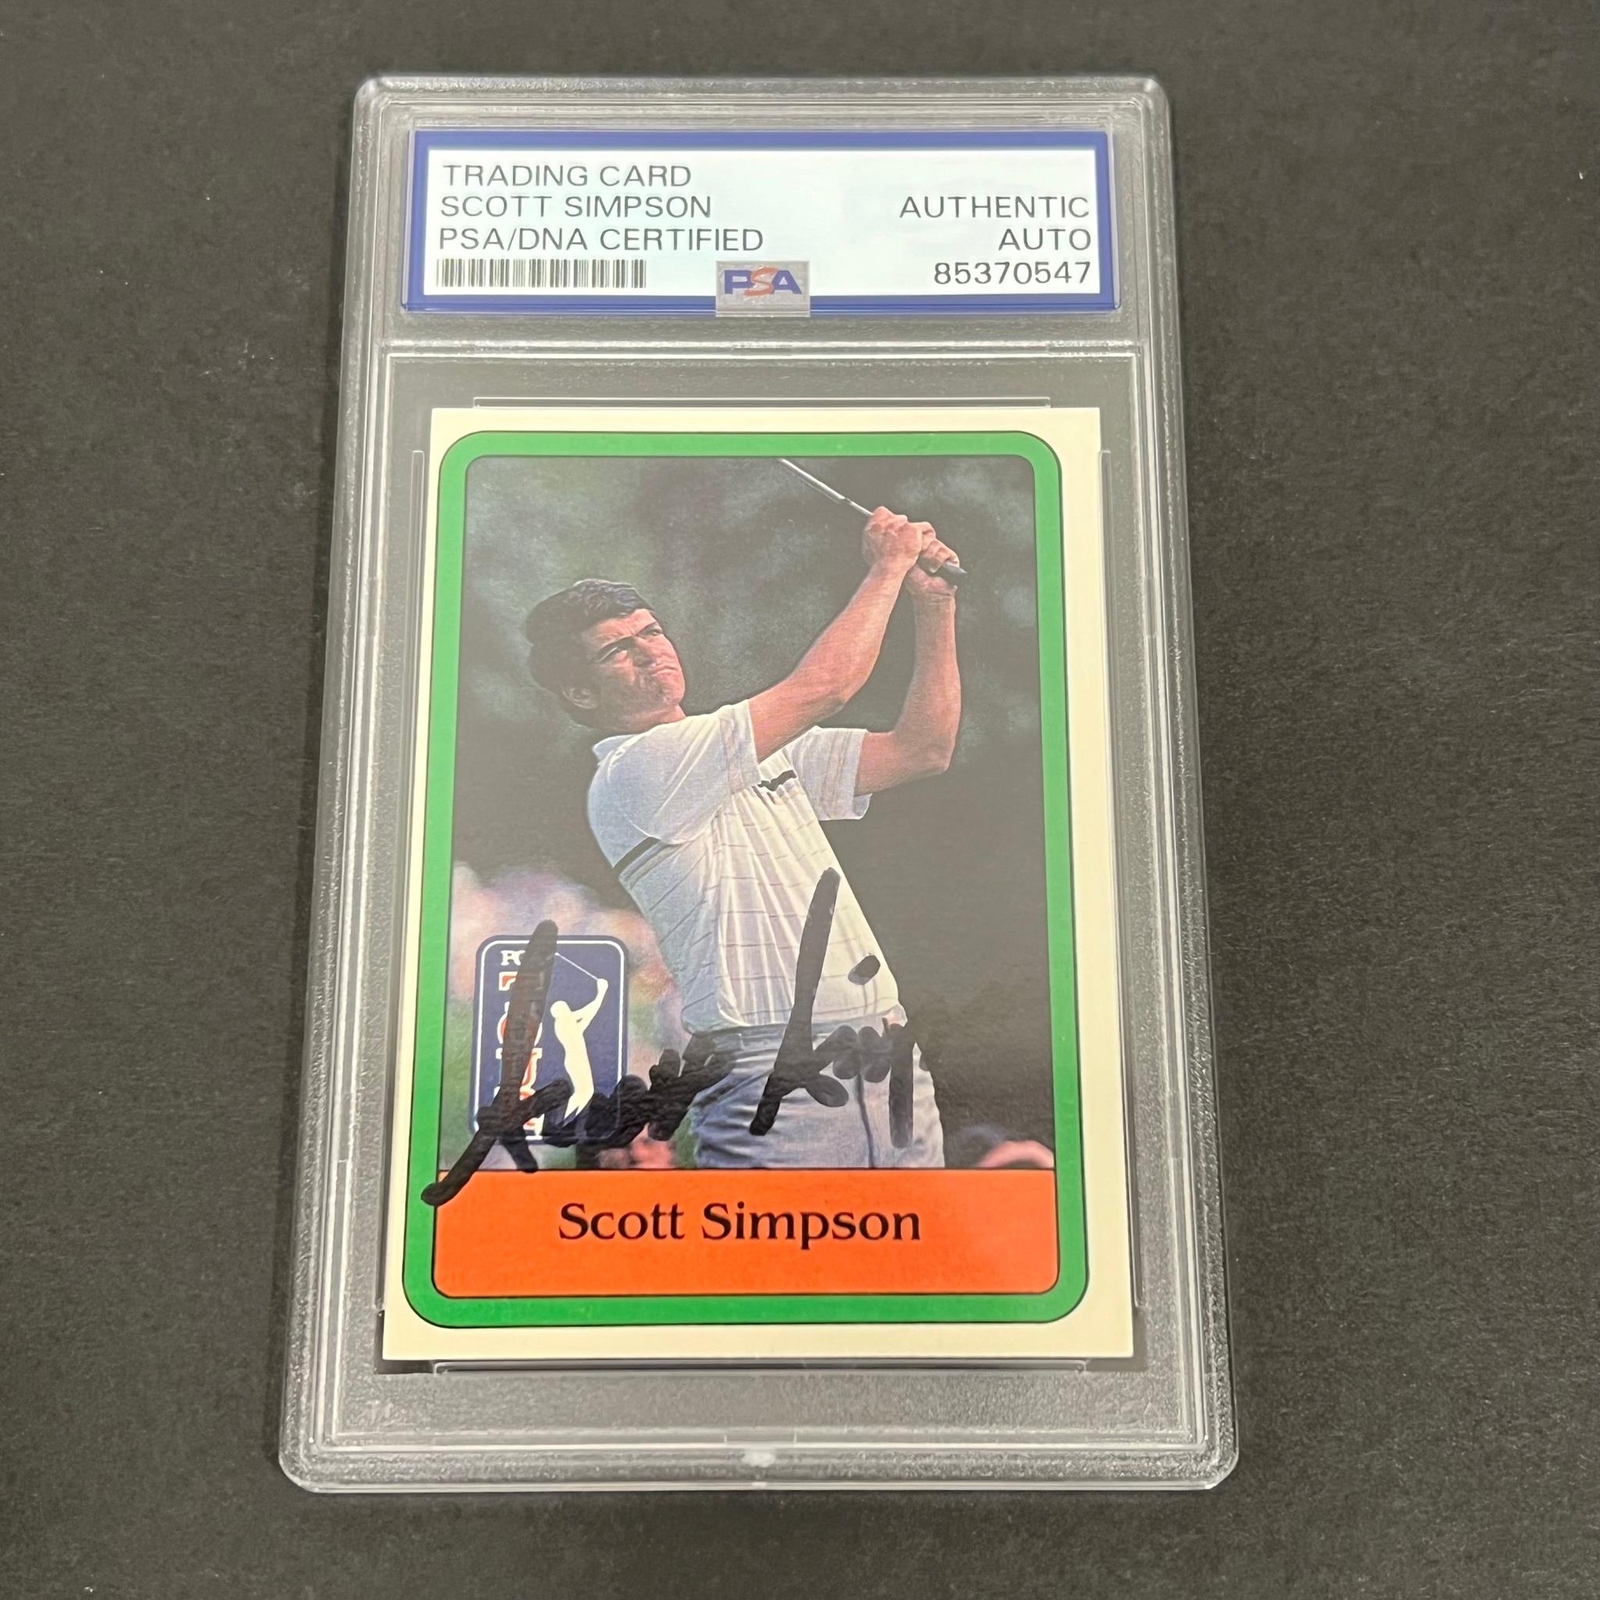 TRADING CARD
SCOTT SIMPSON
PSA/DNA CERTIFIED
AUTHENTIC
AUTO
85370547
PSA
Scott Simpson